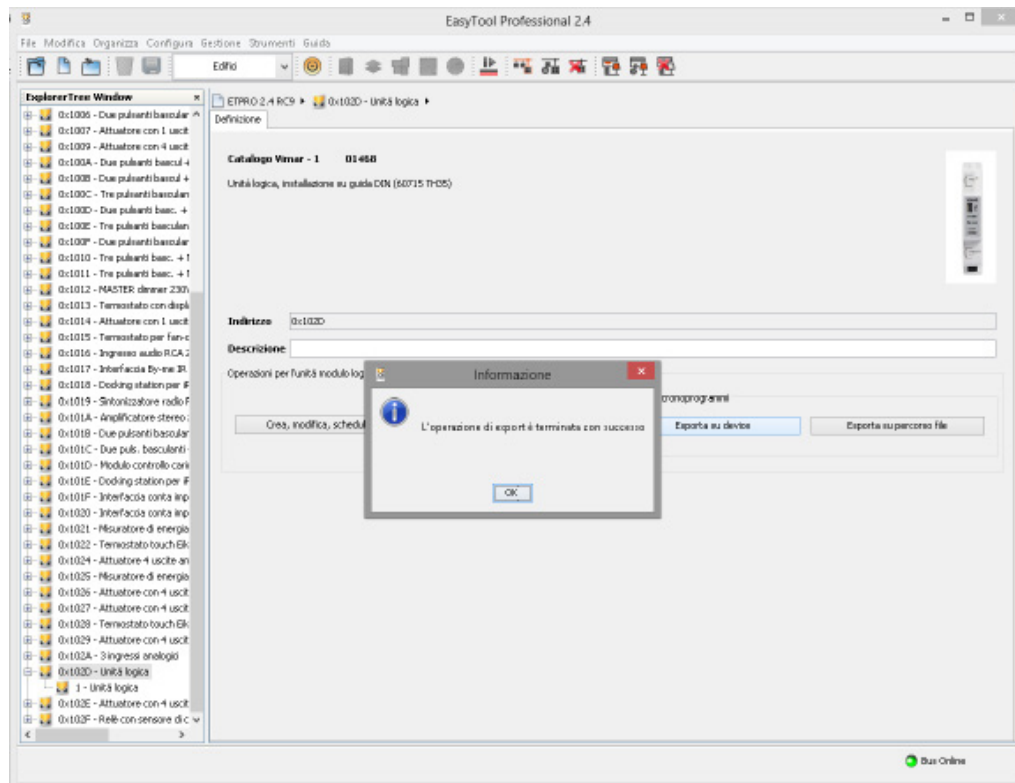 EasyTool Professional 2.4
File Modifica Organizza Configura Gestione Strumenti Guida
Edifici
ExplorerTree Window
ETPRO 2.4 RC9 0x102D - Unità logica
Definizione
0x1006 - Due pulsanti bascular
0x1007 - Attuatore con 1 uscit
0x1009 - Attuatore con 4 uscit
0x100A - Due pulsanti bascul +
0x100B - Due pulsanti bascul +
0x100C - Tre pulsanti basculan
0x100D - Due pulsanti basc. +
0x100E - Tre pulsanti basculan
0x100F - Due pulsanti bascular
0x1010 - Tre pulsanti basc. + 1
0x1011 - Tre pulsanti basc. + 1
0x1012 - MASTER dimmer 230V
0x1013 - Termostato con displa
0x1014 - Attuatore con 1 uscit
0x1015 - Termostato per fan-c
0x1016 - Ingresso audio RCA 2
0x1017 - Interfaccia By-me IR
0x1018 - Docking station per iF
0x1019 - Sintonizzatore radio F
0x101A - Amplificatore stereo
0x101B - Due pulsanti bascular
0x101C - Due puls. basculanti
0x101D - Modulo controllo cari
0x101E - Docking station per iF
0x101F - Interfaccia conta imp
0x1020 - Interfaccia conta imp
0x1021 - Misuratore di energia
0x1022 - Termostato touch Eik
0x1024 - Attuatore 4 uscite an
0x1025 - Misuratore di energia
0x1026 - Attuatore con 4 uscit
0x1027 - Attuatore con 4 uscit
0x1028 - Termostato touch Eik
0x1029 - Attuatore con 4 uscit
0x102A - 3 ingressi analogici
0x102D - Unità logica
1 - Unità logica
0x102E - Attuatore con 4 uscit
0x102F - Relè con sensore di c
Catalogo Vimar - 1 01468
Unità logica, installazione su guida DIN (60715 TH35)
Indirizzo 0x102D
Descrizione
Operazioni per l'unità modulo log
cronoprogrammi
Crea, modifica, schedul
Esporta su device
Esporta su percorso file
Informazione
L'operazione di export è terminata con successo
OK
Bus Online